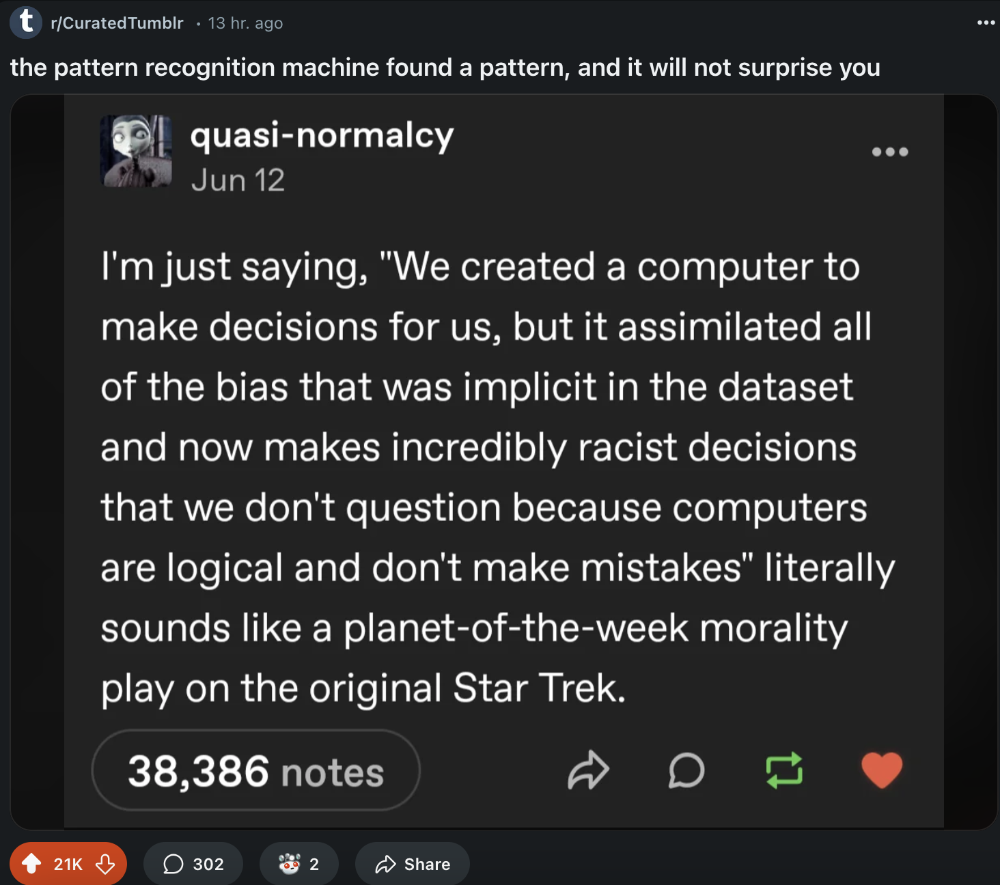 t r/CuratedTumblr • 13 hr. ago
the pattern recognition machine found a pattern, and it will not surprise you
quasi-normalcy
Jun 12
I'm just saying, "We created a computer to
make decisions for us, but it assimilated all
of the bias that was implicit in the dataset
and now makes incredibly racist decisions
that we don't question because computers
are logical and don't make mistakes" literally
sounds like a planet-of-the-week morality
play on the original Star Trek.
38,386 notes
21K 302 2 Share